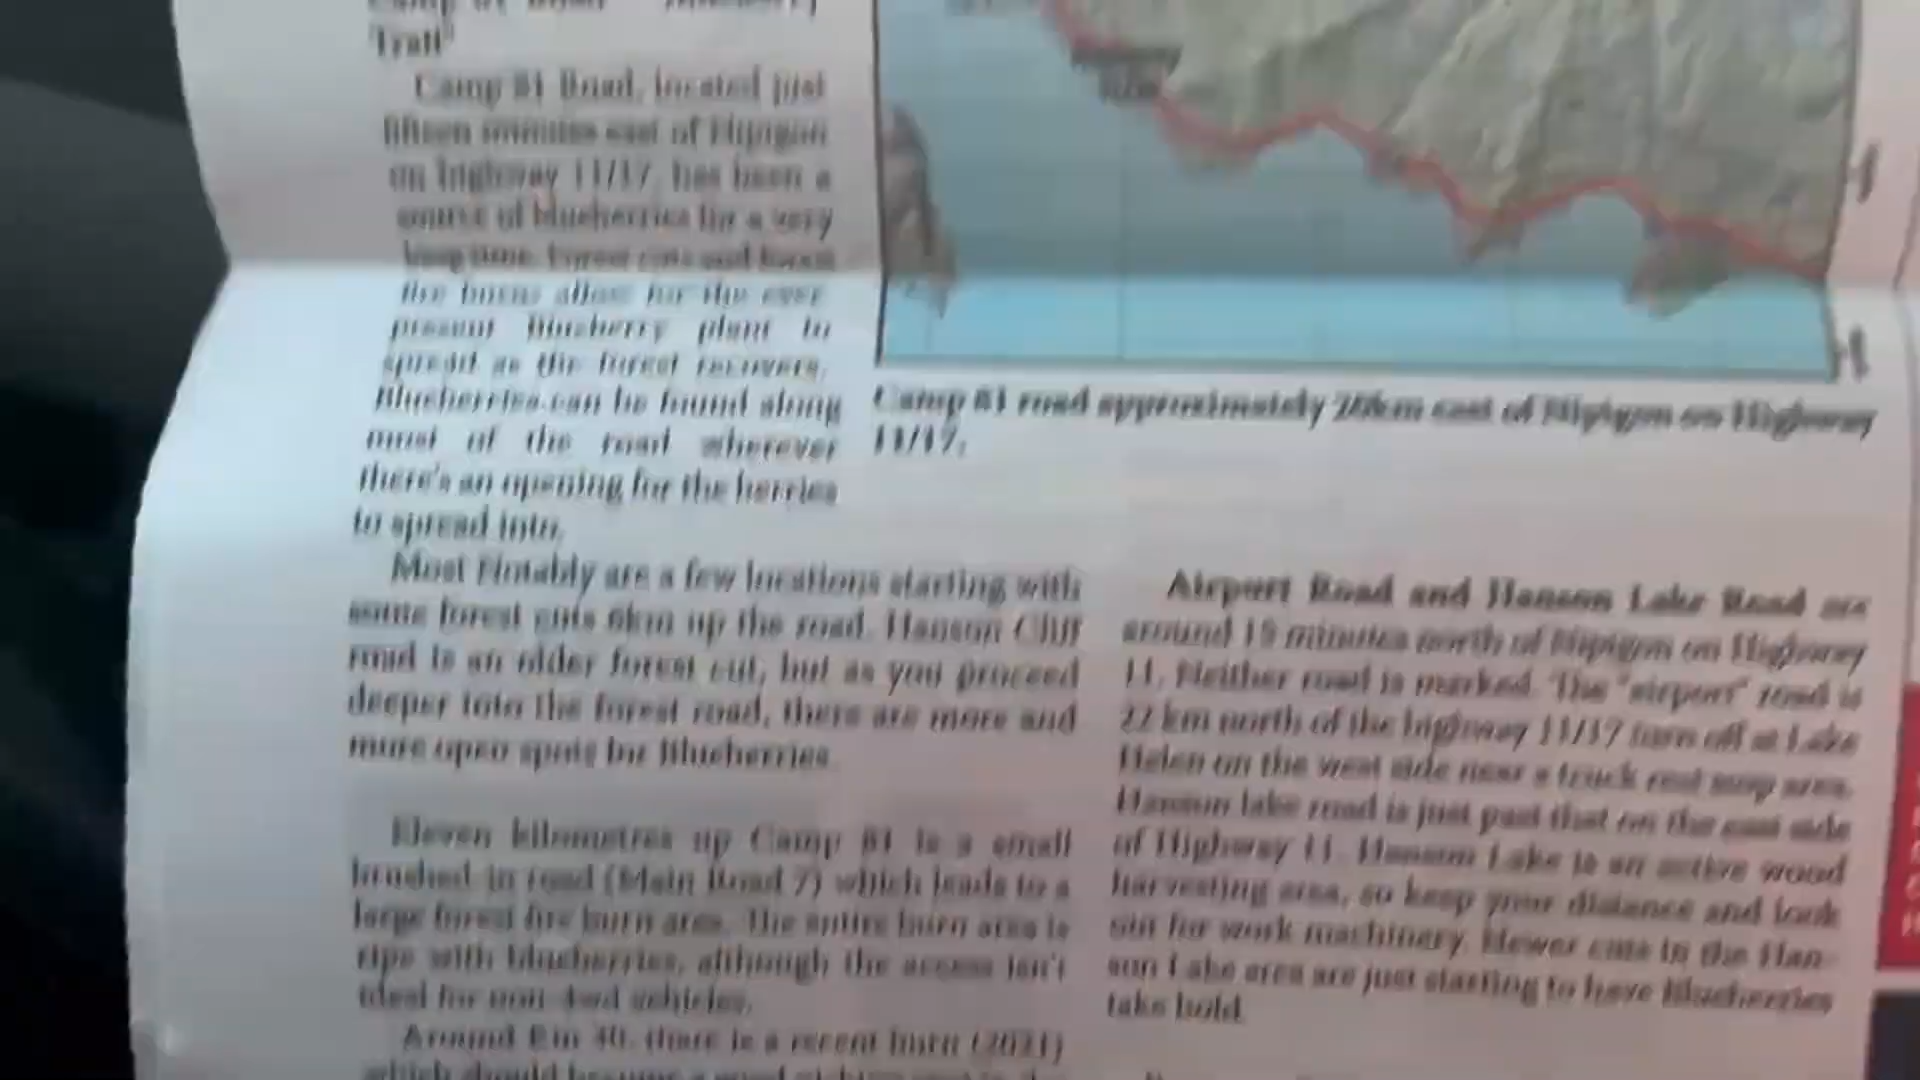 Trail"
Camp 81 Road, located just
fifteen minutes east of Nipigon
on highway 11/17, has been a
source of blueberries for a very
long time. Forest cuts and forest
fire burns allow for the ever
present Blueberry plant to
spread as the forest recovers.
Blueberries can be found along
most of the road wherever
there's an opening for the berries
to spread into.
Camp 81 road approximately 20km east of Nipigon on Highway
11/17.
Most Notably are a few locations starting with
some forest cuts 6km up the road. Hanson Cliff
road is an older forest cut, but as you proceed
deeper into the forest road, there are more and
more open spots for Blueberries.
Eleven kilometres up Camp 81 is a small
brushed-in road (Main Road 7) which leads to a
large forest fire burn area. The entire burn area is
ripe with blueberries, although the access isn't
ideal for non-4wd vehicles.
Around Km 40, there is a recent burn (2021)
which should become a good picking
Airport Road and Hanson Lake Road are
around 15 minutes north of Nipigon on Highway
11. Neither road is marked. The "airport" road is
22 km north of the highway 11/17 turn off at Lake
Helen on the west side near a truck rest stop area.
Hanson lake road is just past that on the east side
of Highway 11. Hanson Lake is an active wood
harvesting area, so keep your distance and look
out for work machinery. Newer cuts in the Han-
son Lake area are just starting to have Blueberries
take hold.